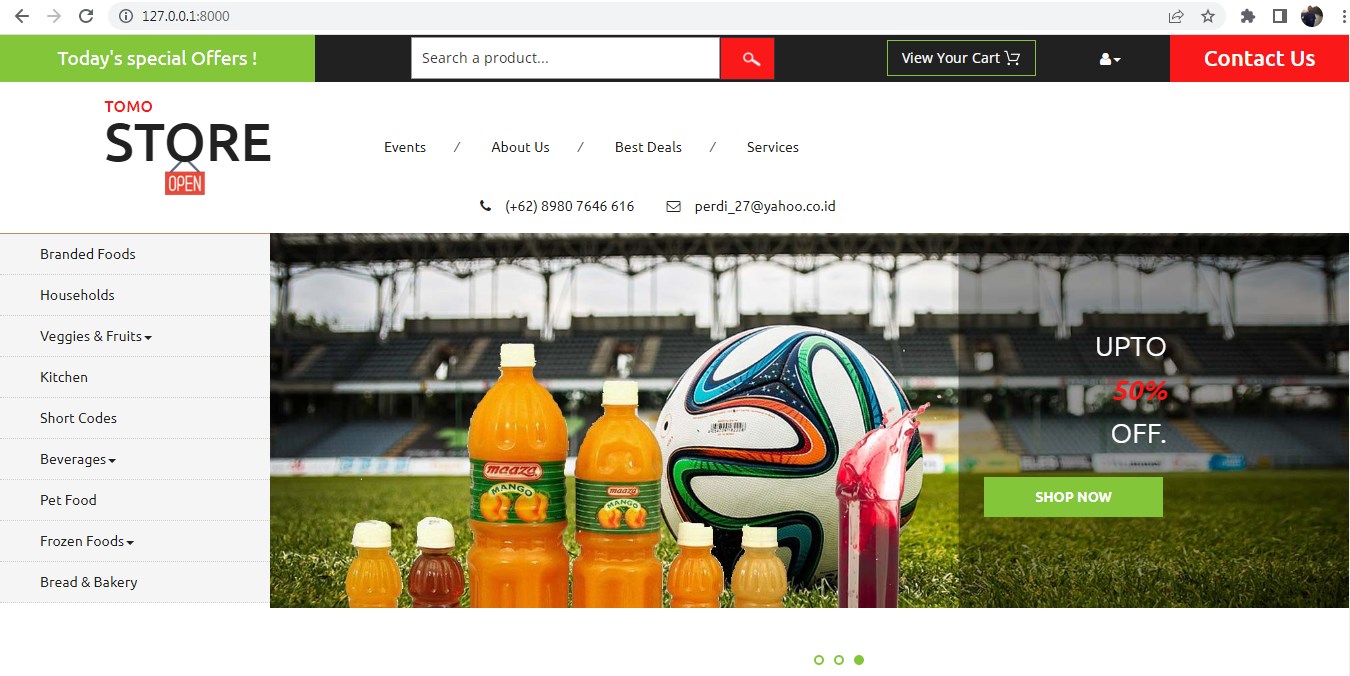 127.0.0.1:8000
Today's special Offers !
Search a product...
View Your Cart
Contact Us
TOMO
STORE
OPEN
Events / About Us / Best Deals / Services
(+62) 8980 7646 616
perdi_27@yahoo.co.id
Branded Foods
Households
Veggies & Fruits
Kitchen
Short Codes
Beverages
Pet Food
Frozen Foods
Bread & Bakery
maaza
MANGO
maaza
MANGO
UPTO
50%
OFF.
SHOP NOW